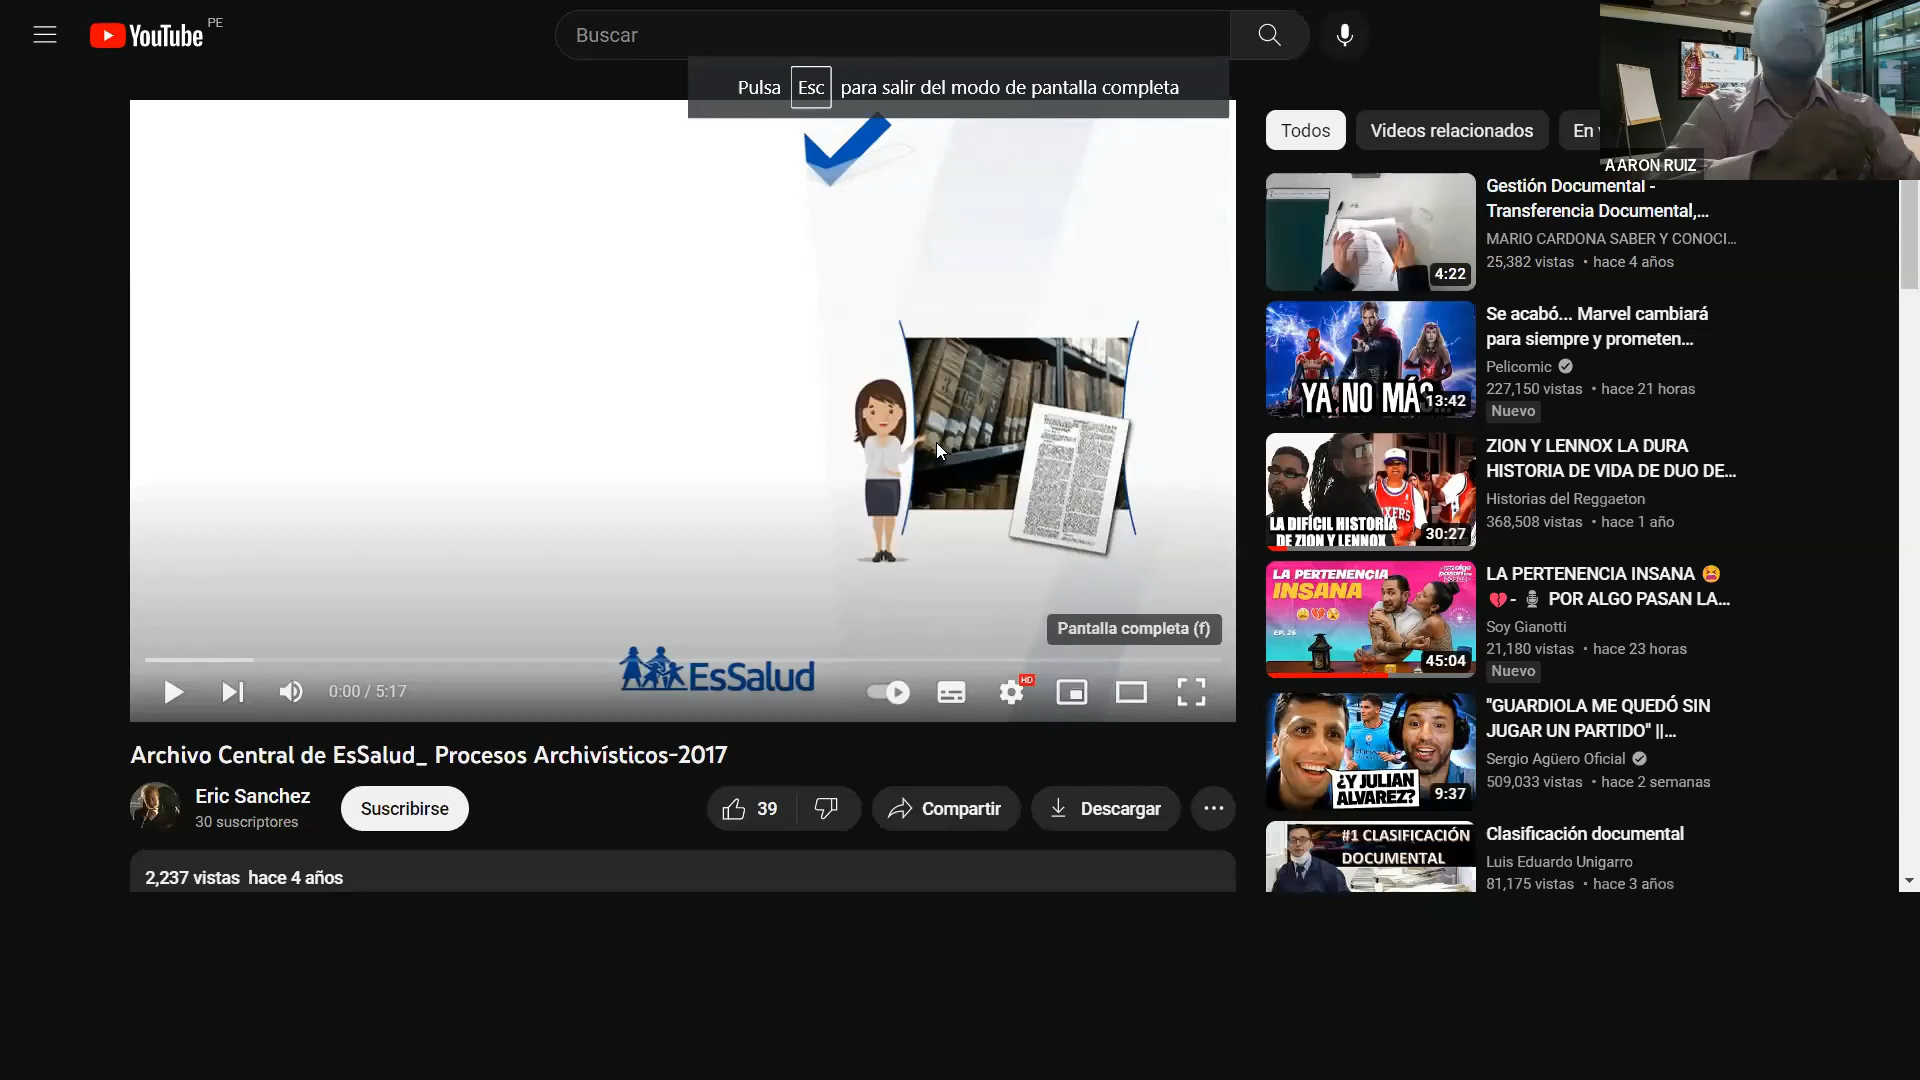 YouTube PE
Buscar
Pulsa Esc para salir del modo de pantalla completa
Todos
Videos relacionados
En
AARON RUIZ
Pantalla completa (f)
EsSalud
0:00 / 5:17
HD
Archivo Central de EsSalud_ Procesos Archivísticos-2017
Eric Sanchez
30 suscriptores
Suscribirse
39
Compartir
Descargar
2,237 vistas hace 4 años
4:22
Gestión Documental -
Transferencia Documental,...
MARIO CARDONA SABER Y CONOCI...
25,382 vistas • hace 4 años
YA NO MÁS...
13:42
Se acabó... Marvel cambiará
para siempre y prometen...
Pelicomic
227,150 vistas • hace 21 horas
Nuevo
LA DIFÍCIL HISTORIA
DE ZION Y LENNOX
30:27
ZION Y LENNOX LA DURA
HISTORIA DE VIDA DE DUO DE...
Historias del Reggaeton
368,508 vistas • hace 1 año
LA PERTENENCIA
INSANA
EP. 26
45:04
LA PERTENENCIA INSANA 😫
💔- 🎙 POR ALGO PASAN LA...
Soy Gianotti
21,180 vistas • hace 23 horas
Nuevo
¿Y JULIAN
ALVAREZ?
9:37
"GUARDIOLA ME QUEDÓ SIN
JUGAR UN PARTIDO" ||...
Sergio Agüero Oficial
509,033 vistas • hace 2 semanas
#1 CLASIFICACIÓN
DOCUMENTAL
Clasificación documental
Luis Eduardo Unigarro
81,175 vistas • hace 3 años